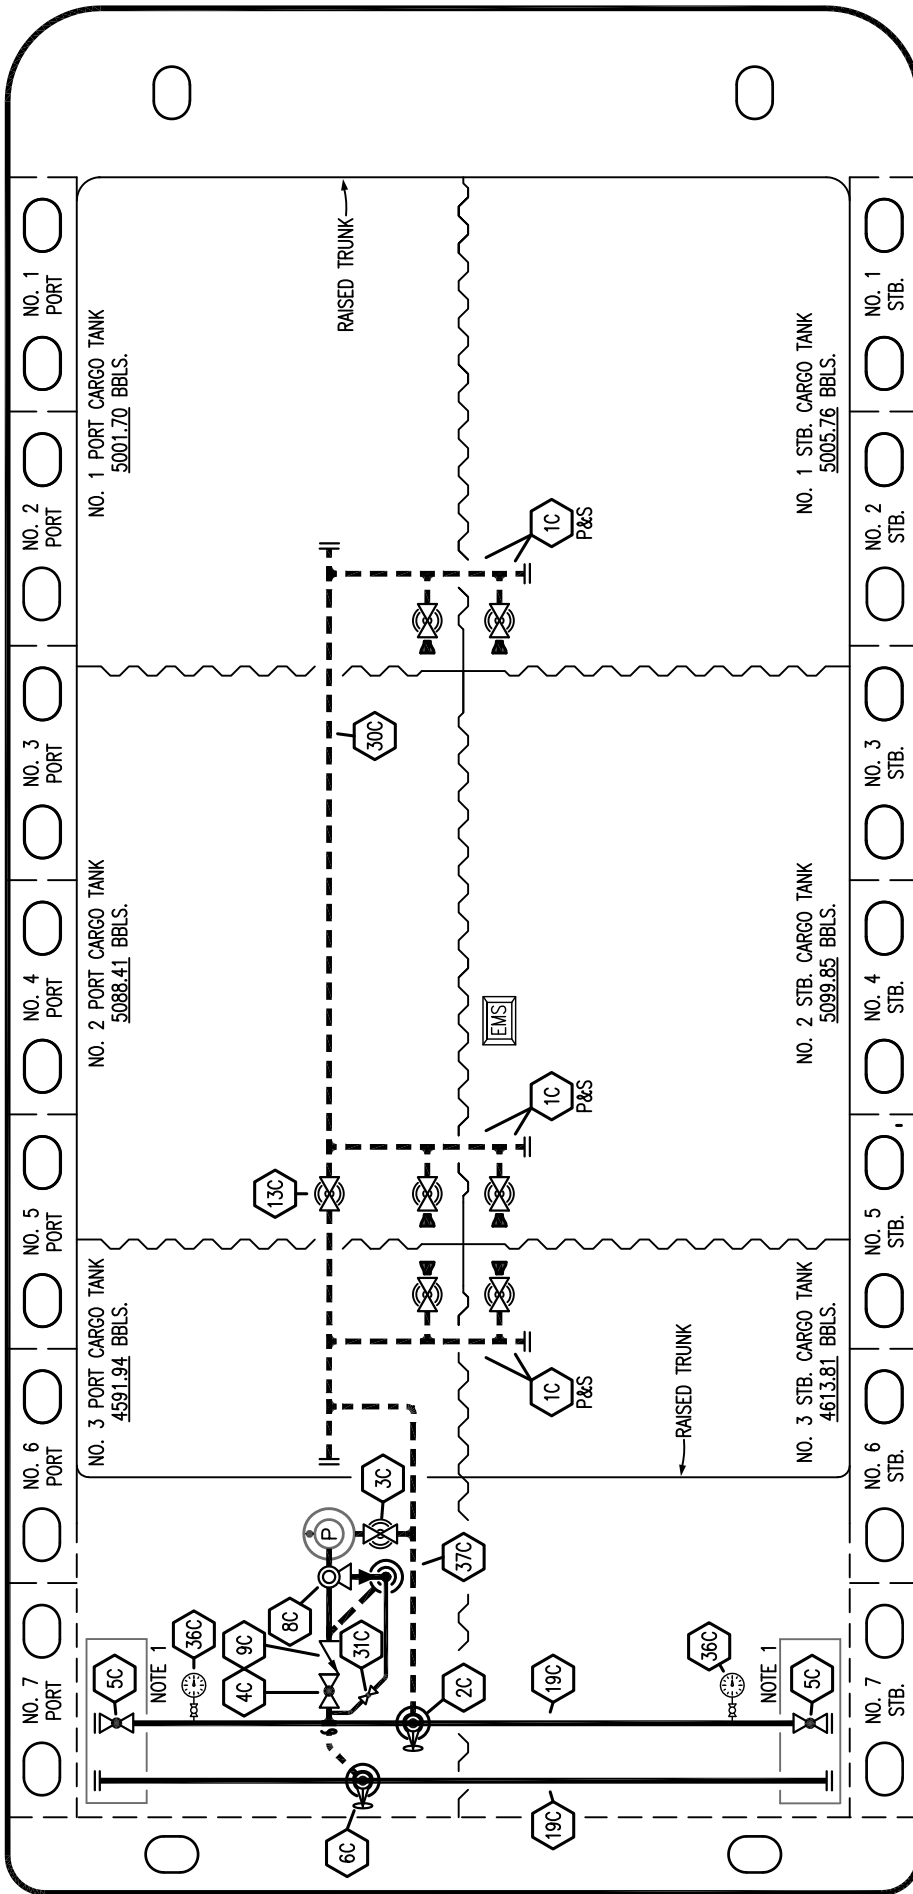 NO. 1
PORT
NO. 2
PORT
NO. 3
PORT
NO. 4
PORT
NO. 5
PORT
NO. 6
PORT
NO. 7
PORT
NO. 1 PORT CARGO TANK
5001.70 BBLS.
NO. 2 PORT CARGO TANK
5088.41 BBLS.
NO. 3 PORT CARGO TANK
4591.94 BBLS.
RAISED TRUNK
30C
13C
1C
P&S
1C
P&S
1C
P&S
EMS
P
3C
8C
9C
4C
31C
37C
2C
6C
19C
19C
36C
5C
NOTE 1
36C
5C
NOTE 1
RAISED TRUNK
NO. 1 STB. CARGO TANK
5005.76 BBLS.
NO. 2 STB. CARGO TANK
5099.85 BBLS.
NO. 3 STB. CARGO TANK
4613.81 BBLS.
NO. 1
STB.
NO. 2
STB.
NO. 3
STB.
NO. 4
STB.
NO. 5
STB.
NO. 6
STB.
NO. 7
STB.